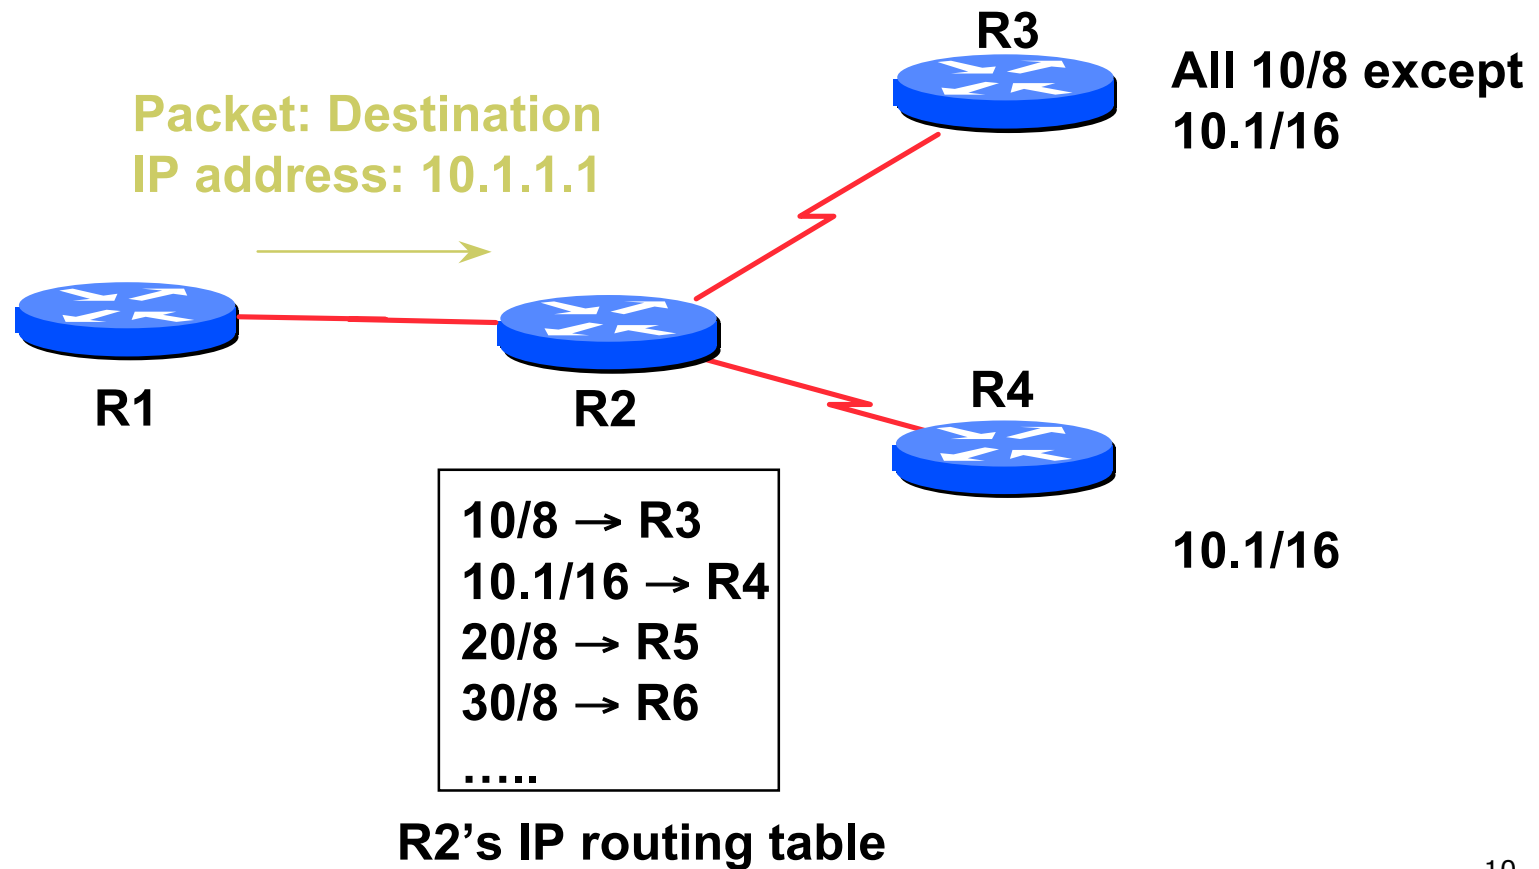 R3
All 10/8 except
10.1/16
Packet: Destination
IP address: 10.1.1.1
R1
R2
R4
10/8 → R3
10.1/16 → R4
20/8 → R5
30/8 → R6
…..
10.1/16
R2’s IP routing table
10